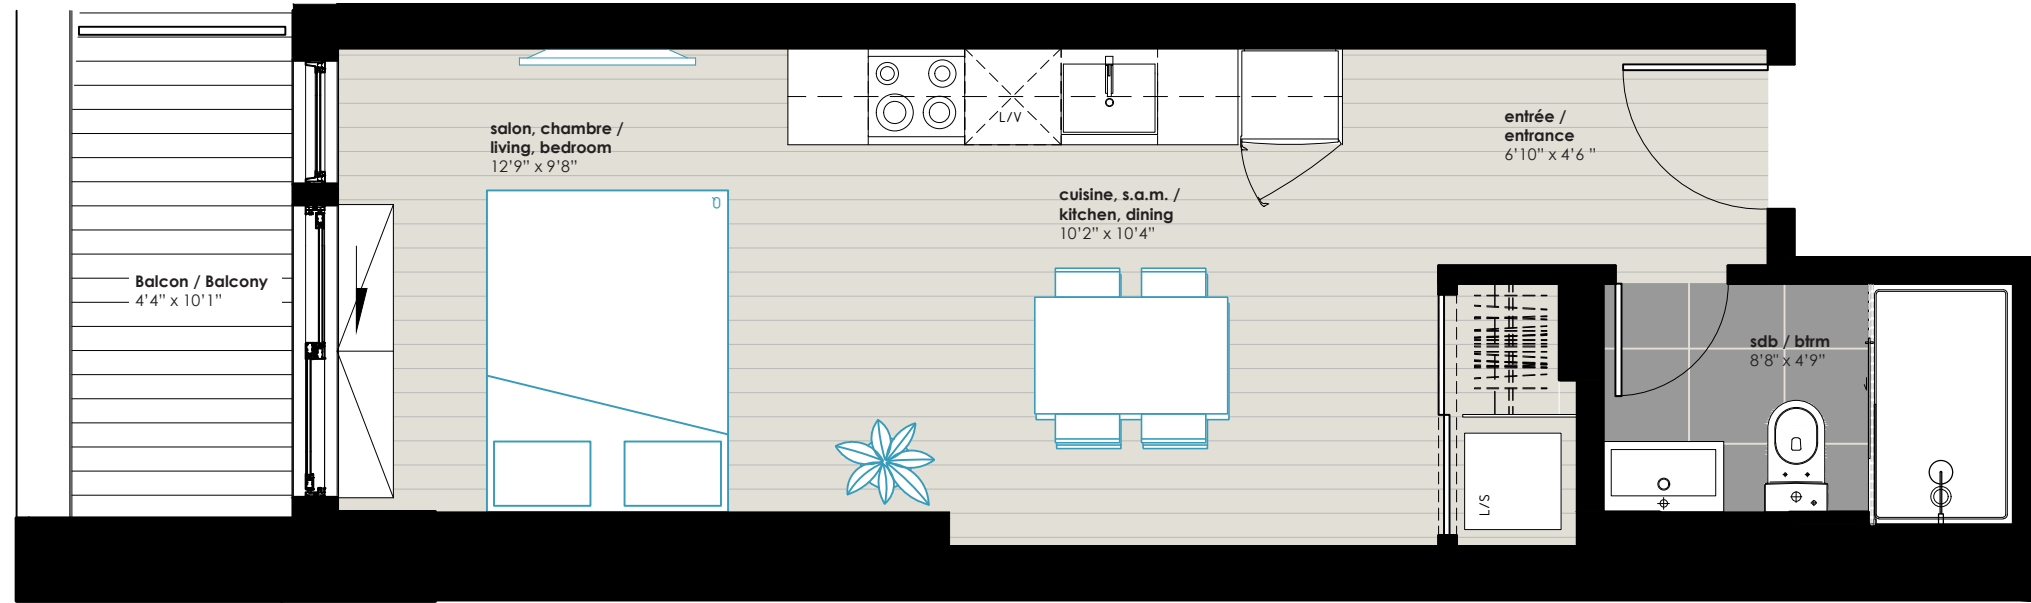 salon, chambre /
living, bedroom
12'9" x 9'8"
L/V
entrée /
entrance
6'10" x 4'6 "
cuisine, s.a.m. /
kitchen, dining
10'2" x 10'4"
Balcon / Balcony
4'4" x 10'1"
sdb / btrm
8'8" x 4'9"
L/S